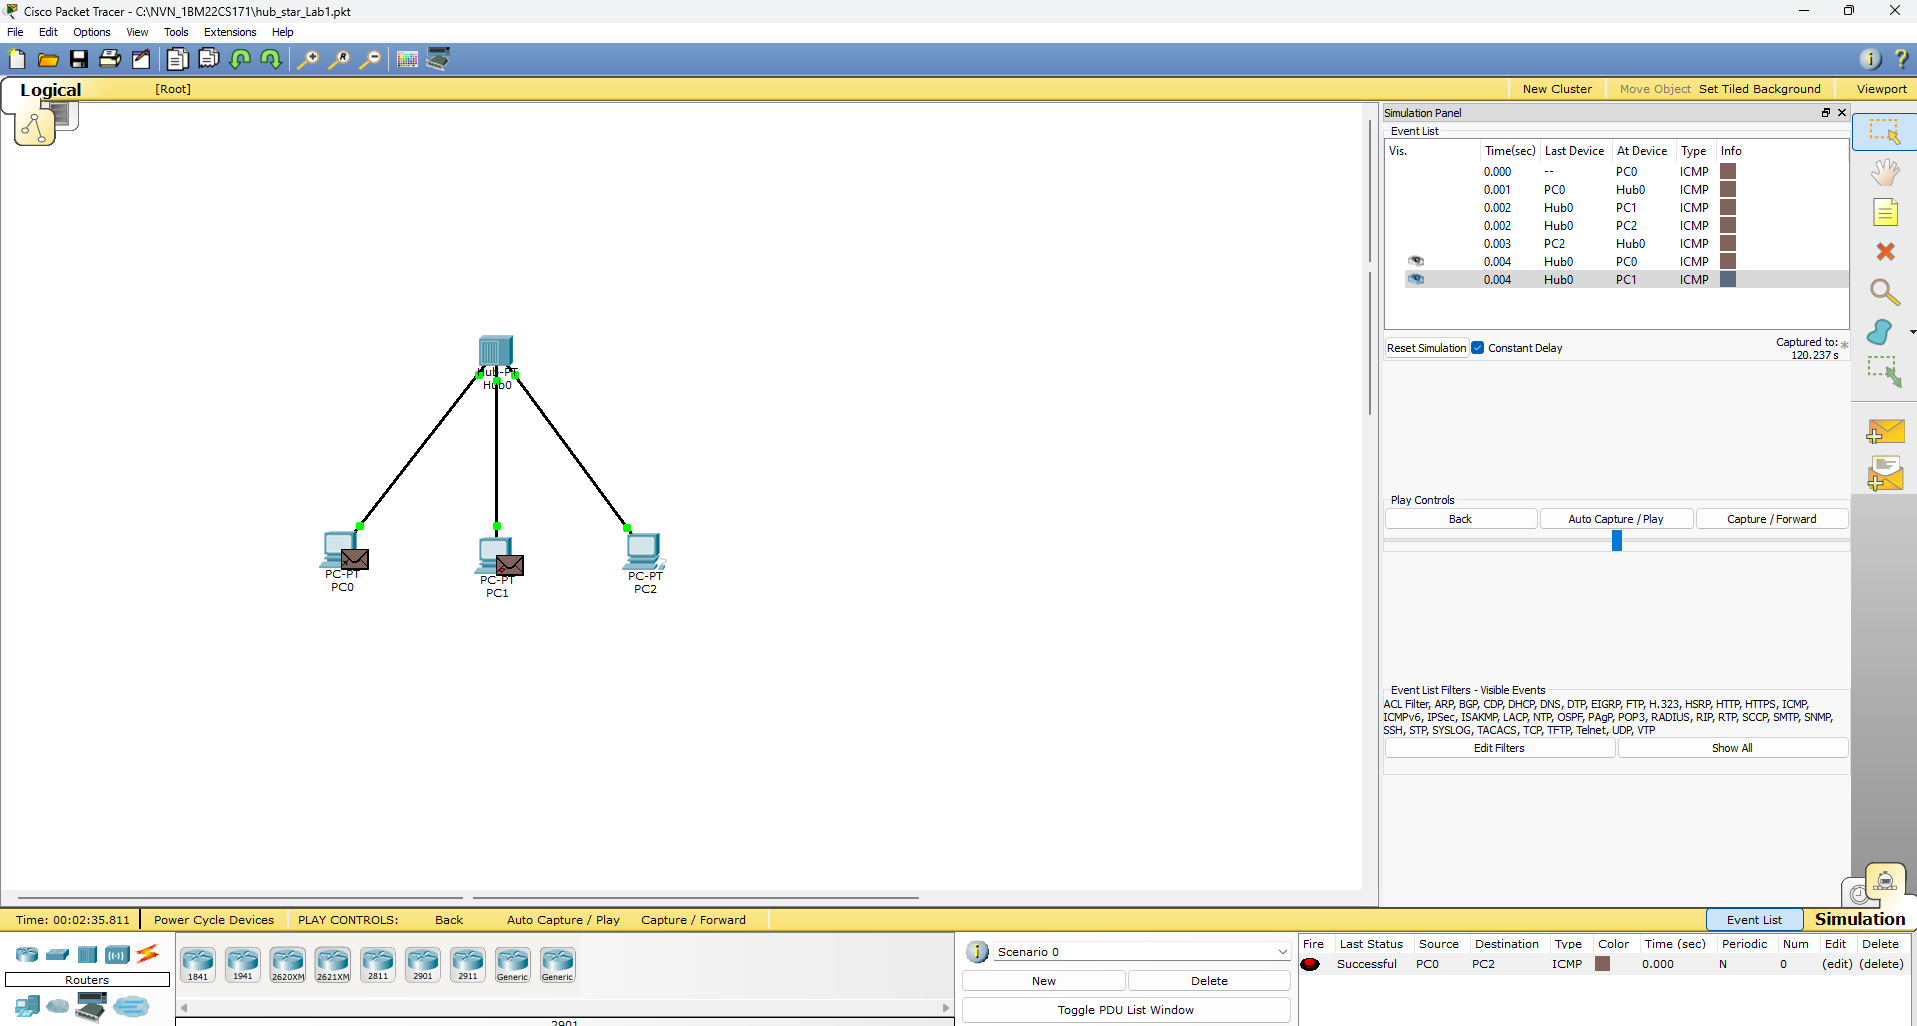 Cisco Packet Tracer - C:\NVN_1BM22CS171\hub_star_Lab1.pkt
File Edit Options View Tools Extensions Help
Logical [Root] New Cluster Move Object Set Tiled Background Viewport
Simulation Panel
Event List
Vis. Time(sec) Last Device At Device Type Info
0.000 -- PC0 ICMP
0.001 PC0 Hub0 ICMP
0.002 Hub0 PC1 ICMP
0.002 Hub0 PC2 ICMP
0.003 PC2 Hub0 ICMP
0.004 Hub0 PC0 ICMP
0.004 Hub0 PC1 ICMP
Reset Simulation Constant Delay Captured to: *
120.237 s
Hub-PT
Hub0
PC-PT
PC0
PC-PT
PC1
PC-PT
PC2
Play Controls
Back Auto Capture / Play Capture / Forward
Event List Filters - Visible Events
ACL Filter, ARP, BGP, CDP, DHCP, DNS, DTP, EIGRP, FTP, H.323, HSRP, HTTP, HTTPS, ICMP,
ICMPv6, IPSec, ISAKMP, LACP, NTP, OSPF, PAgP, POP3, RADIUS, RIP, RTP, SCCP, SMTP, SNMP,
SSH, STP, SYSLOG, TACACS, TCP, TFTP, Telnet, UDP, VTP
Edit Filters Show All
Time: 00:02:35.811 Power Cycle Devices PLAY CONTROLS: Back Auto Capture / Play Capture / Forward Event List Simulation
Routers
1841 1941 2620XM 2621XM 2811 2901 2911 Generic Generic
2901
Scenario 0
New Delete
Toggle PDU List Window
Fire Last Status Source Destination Type Color Time (sec) Periodic Num Edit Delete
Successful PC0 PC2 ICMP 0.000 N 0 (edit) (delete)